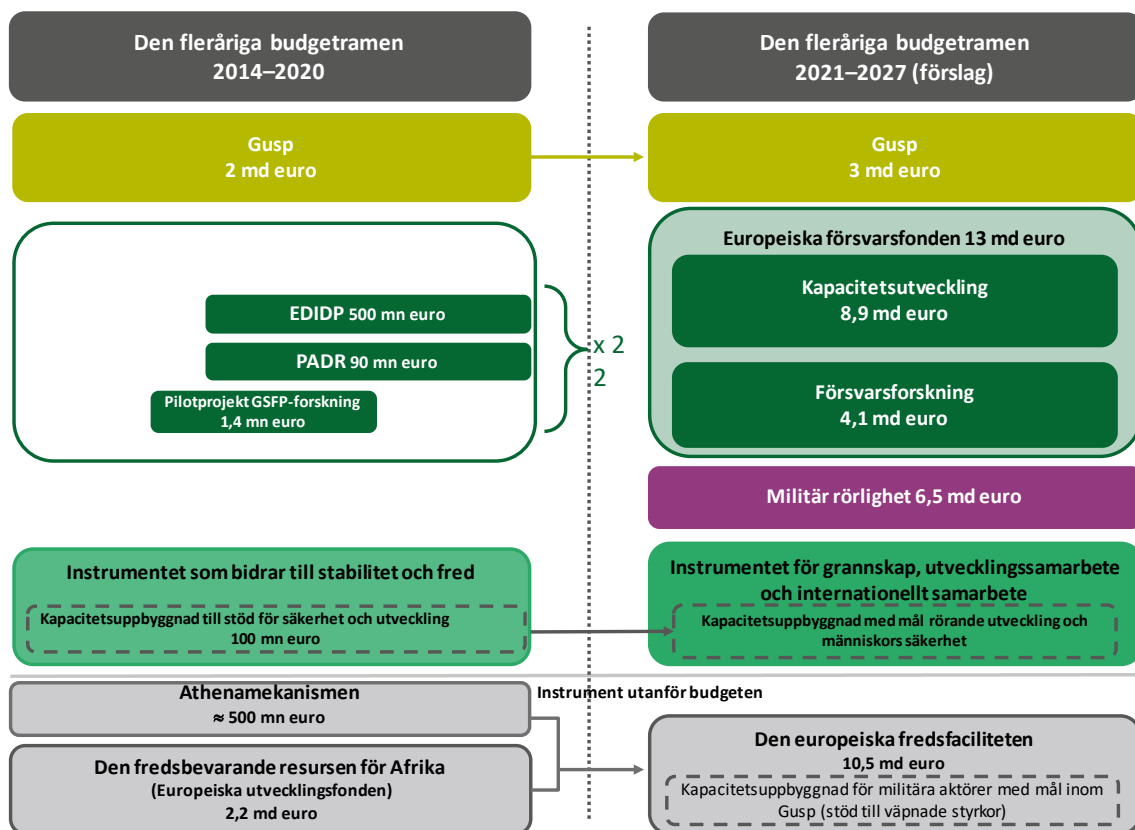 Den fleråriga budgetramen
2014–2020
Den fleråriga budgetramen
2021–2027 (förslag)
Gusp
2 md euro
Gusp
3 md euro
EDIDP 500 mn euro
PADR 90 mn euro
Pilotprojekt GSFP-forskning
1,4 mn euro
x 2
2
Europeiska försvarsfonden 13 md euro
Kapacitetsutveckling
8,9 md euro
Försvarsforskning
4,1 md euro
Militär rörlighet 6,5 md euro
Instrumentet som bidrar till stabilitet och fred
Kapacitetsuppbyggnad till stöd för säkerhet och utveckling
100 mn euro
Instrumentet för grannskap, utvecklingssamarbete
och internationellt samarbete
Kapacitetsuppbyggnad med mål rörande utveckling och
människors säkerhet
Instrument utanför budgeten
Athenamekanismen
≈ 500 mn euro
Den fredsbevarande resursen för Afrika
(Europeiska utvecklingsfonden)
2,2 md euro
Den europeiska fredsfaciliteten
10,5 md euro
Kapacitetsuppbyggnad för militära aktörer med mål inom
Gusp (stöd till väpnade styrkor)